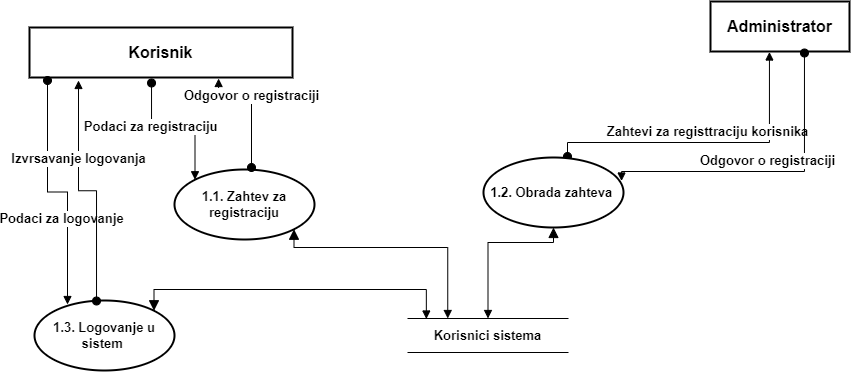 Administrator
Korisnik
Odgovor o registraciji
Podaci za registraciju
Zahtevi za registtraciju korisnika
Izvrsavanje logovanja
Odgovor o registraciji
1.1. Zahtev za
registraciju
1.2. Obrada zahteva
Podaci za logovanje
1.3. Logovanje u
sistem
Korisnici sistema